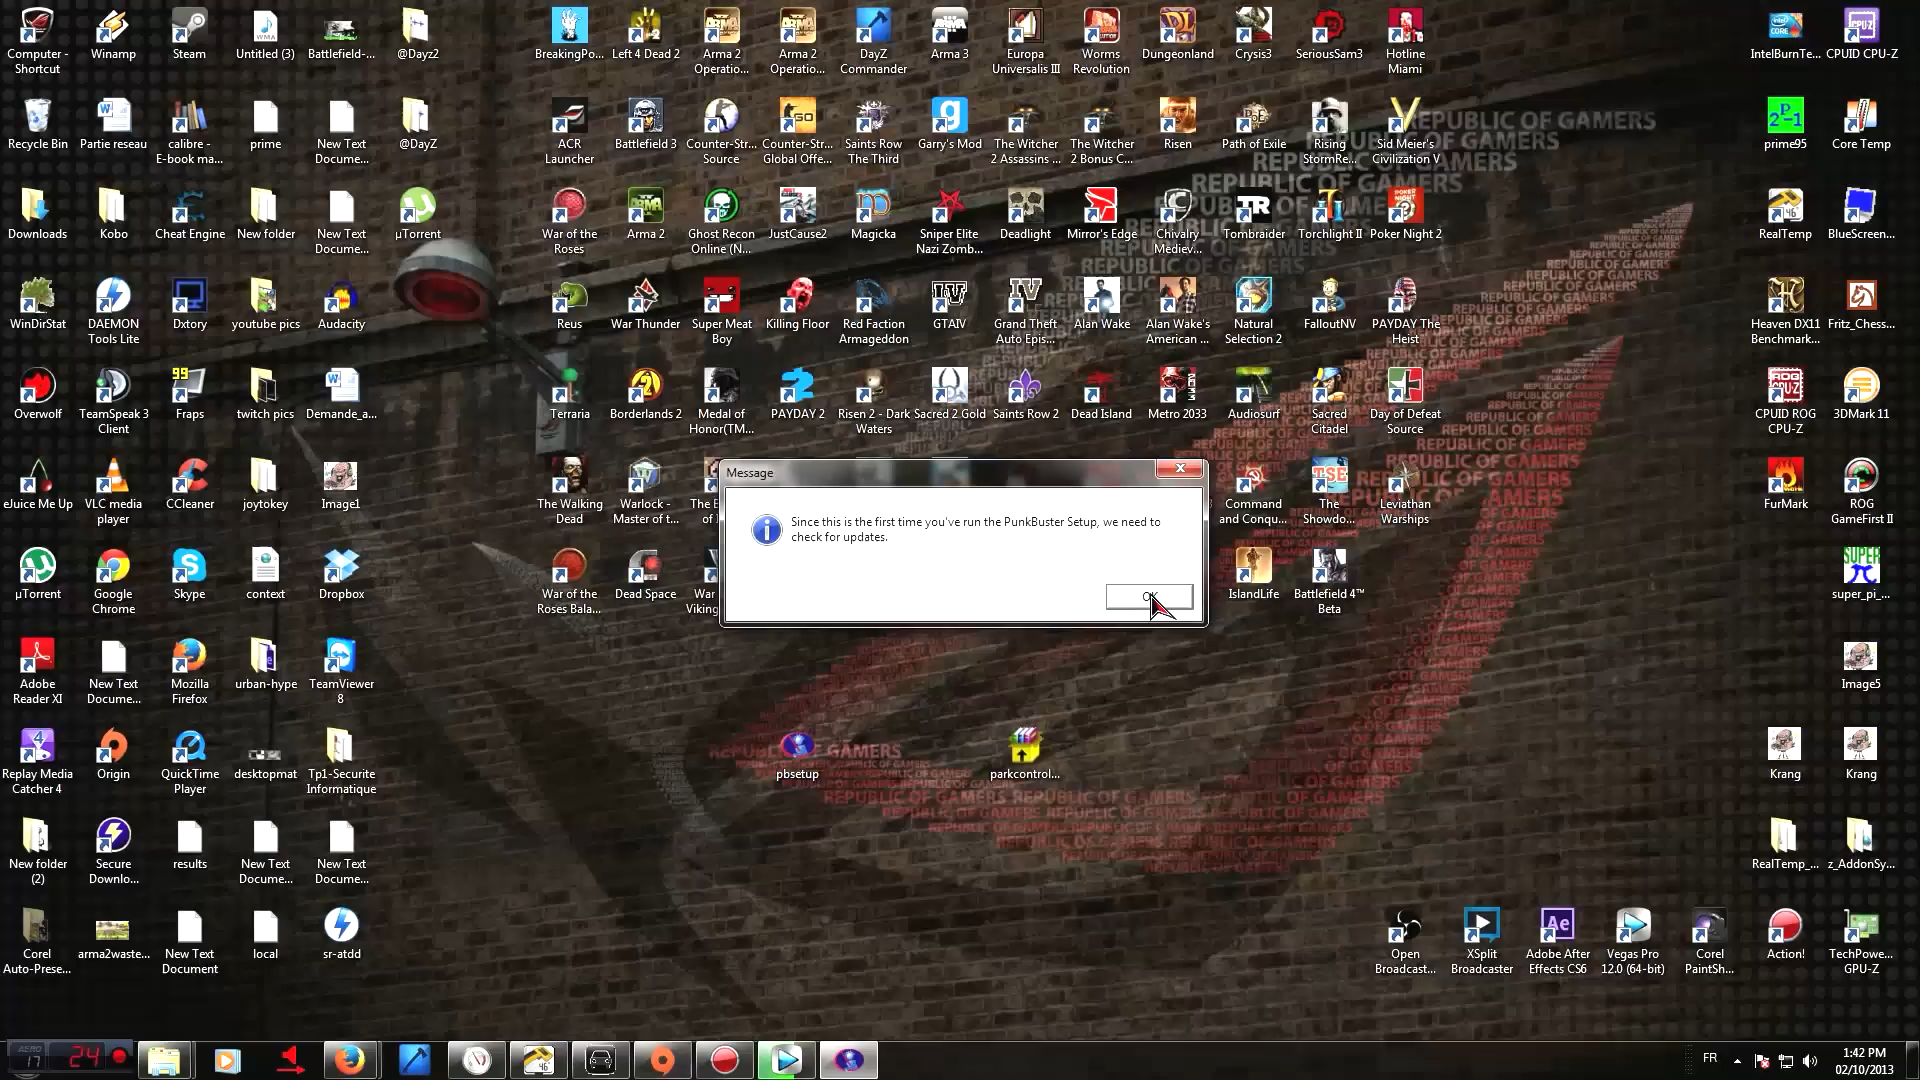 Computer - Shortcut
Winamp
Steam
Untitled (3)
Battlefield-...
@Dayz2
BreakingPo...
Left 4 Dead 2
Arma 2 Operatio...
Arma 2 Operatio...
DayZ Commander
Arma 3
Europa Universalis III
Worms Revolution
Dungeonland
Crysis3
SeriousSam3
Hotline Miami
IntelBurnTe...
CPUID CPU-Z
Recycle Bin
Partie reseau
calibre - E-book ma...
prime
New Text Docume...
@DayZ
ACR Launcher
Battlefield 3
Counter-Str... Source
Counter-Str... Global Offe...
Saints Row The Third
Garry's Mod
The Witcher 2 Assassins ...
The Witcher 2 Bonus C...
Risen
Path of Exile
Rising StormRe...
Sid Meier's Civilization V
prime95
Core Temp
Downloads
Kobo
Cheat Engine
New folder
New Text Docume...
µTorrent
War of the Roses
Arma 2
Ghost Recon Online (N...
JustCause2
Magicka
Sniper Elite Nazi Zomb...
Deadlight
Mirror's Edge
Chivalry Mediev...
Tombraider
Torchlight II
Poker Night 2
RealTemp
BlueScreen...
WinDirStat
DAEMON Tools Lite
Dxtory
youtube pics
Audacity
Reus
War Thunder
Super Meat Boy
Killing Floor
Red Faction Armageddon
GTAIV
Grand Theft Auto Epis...
Alan Wake
Alan Wake's American ...
Natural Selection 2
FalloutNV
PAYDAY The Heist
Heaven DX11 Benchmark...
Fritz_Chess...
Overwolf
TeamSpeak 3 Client
Fraps
twitch pics
Demande_a...
Terraria
Borderlands 2
Medal of Honor(TM...
PAYDAY 2
Risen 2 - Dark Waters
Sacred 2 Gold
Saints Row 2
Dead Island
Metro 2033
Audiosurf
Sacred Citadel
Day of Defeat Source
CPUID ROG CPU-Z
3DMark 11
eJuice Me Up
VLC media player
CCleaner
joytokey
Image1
The Walking Dead
Warlock - Master of t...
Command and Conqu...
The Showdo...
Leviathan Warships
FurMark
ROG GameFirst II
Message
Since this is the first time you've run the PunkBuster Setup, we need to
check for updates.
µTorrent
Google Chrome
Skype
context
Dropbox
War of the Roses Bala...
Dead Space
IslandLife
Battlefield 4™ Beta
super_pi_...
Adobe Reader XI
New Text Docume...
Mozilla Firefox
urban-hype
TeamViewer 8
Image5
Replay Media Catcher 4
Origin
QuickTime Player
desktopmat
Tp1-Securite Informatique
pbsetup
parkcontrol...
Krang
Krang
New folder (2)
Secure Downlo...
results
New Text Docume...
New Text Docume...
RealTemp_...
z_AddonSy...
Corel Auto-Prese...
arma2waste...
New Text Document
local
sr-atdd
Open Broadcast...
XSplit Broadcaster
Adobe After Effects CS6
Vegas Pro 12.0 (64-bit)
Corel PaintSh...
Action!
TechPowe... GPU-Z
REPUBLIC OF GAMERS
17
24
FR
1:42 PM
02/10/2013